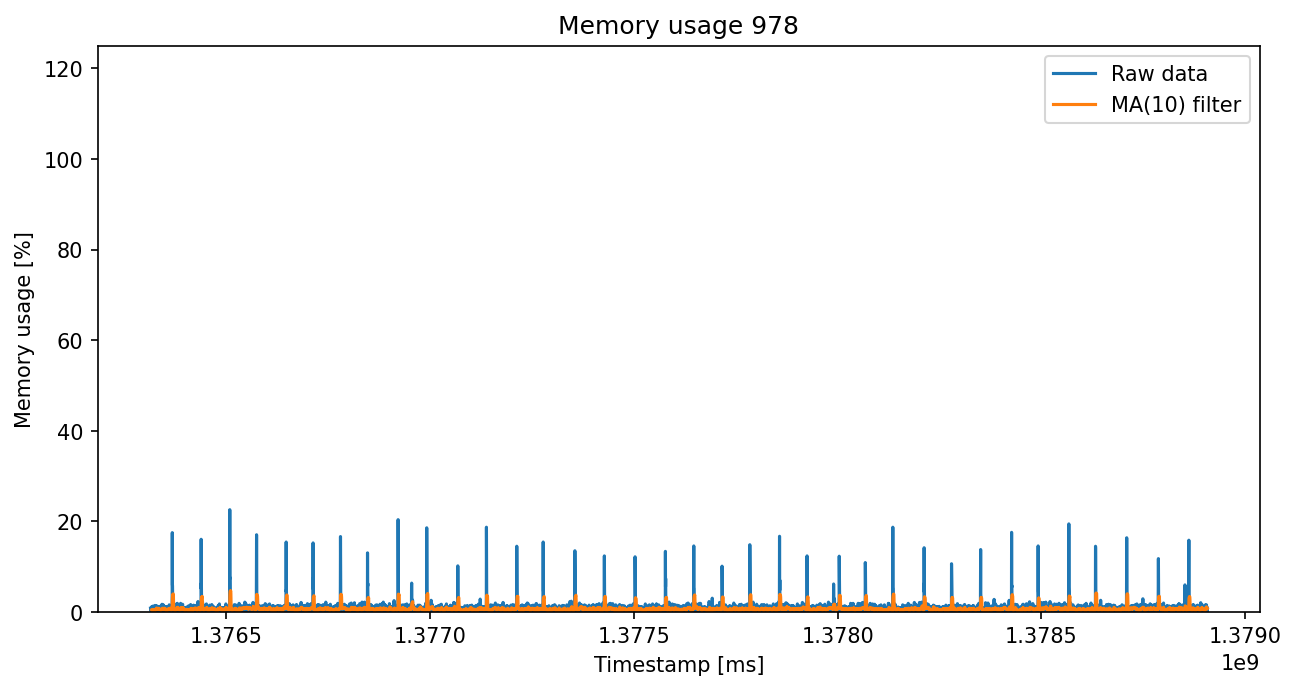 Memory usage 978
120
100
80
60
40
20
0
Memory usage [%]
Raw data
MA(10) filter
1.3765 1.3770 1.3775 1.3780 1.3785 1.3790
1e9
Timestamp [ms]